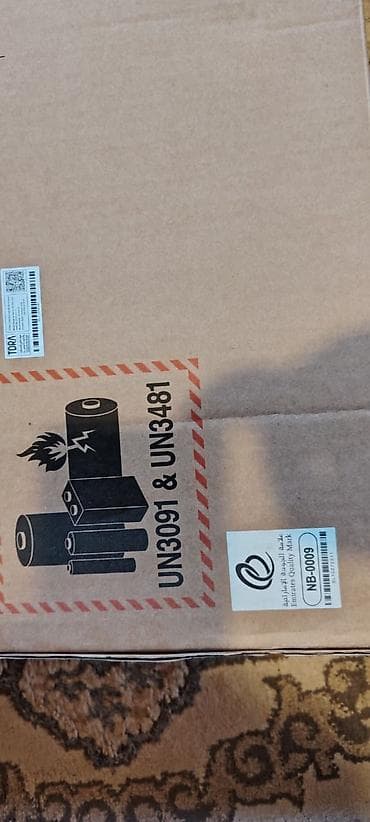 TDRA
UN3091 & UN3481
علامة الجودة الإماراتية
Emirates Quality Mark
NB-0009